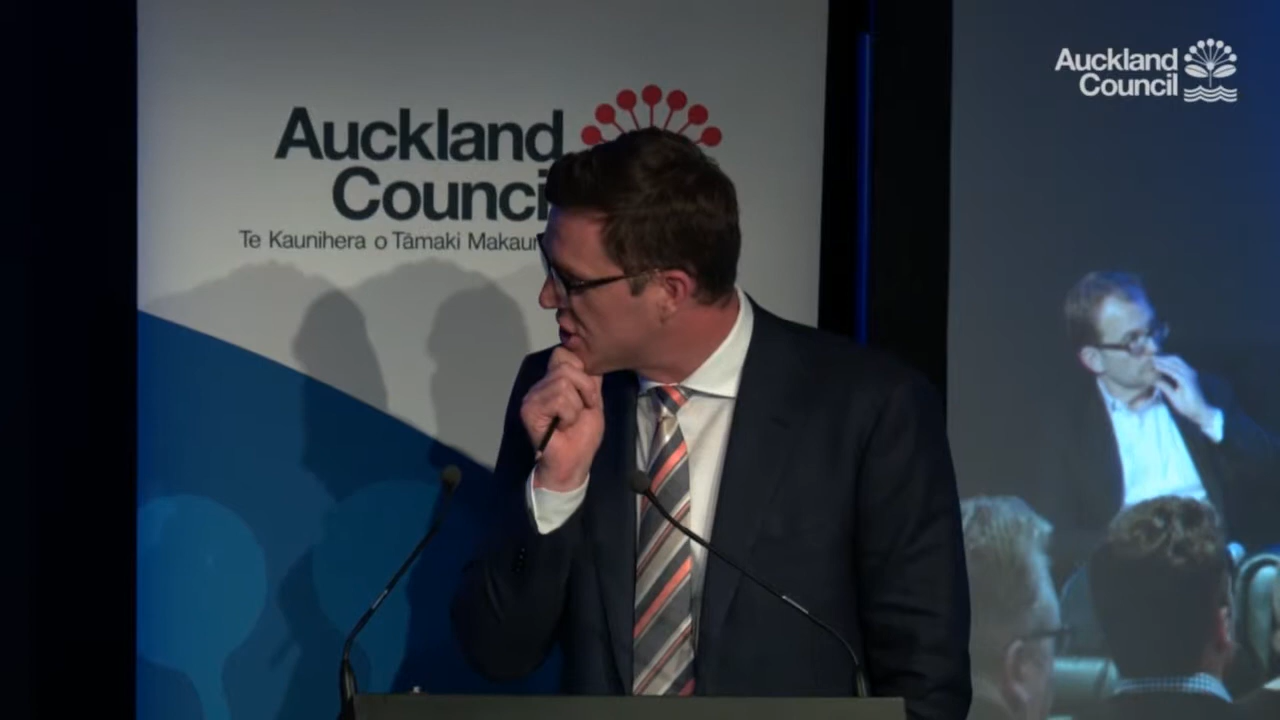 Auckland
Council
Te Kaunihera o Tāmaki
Auckland
Council